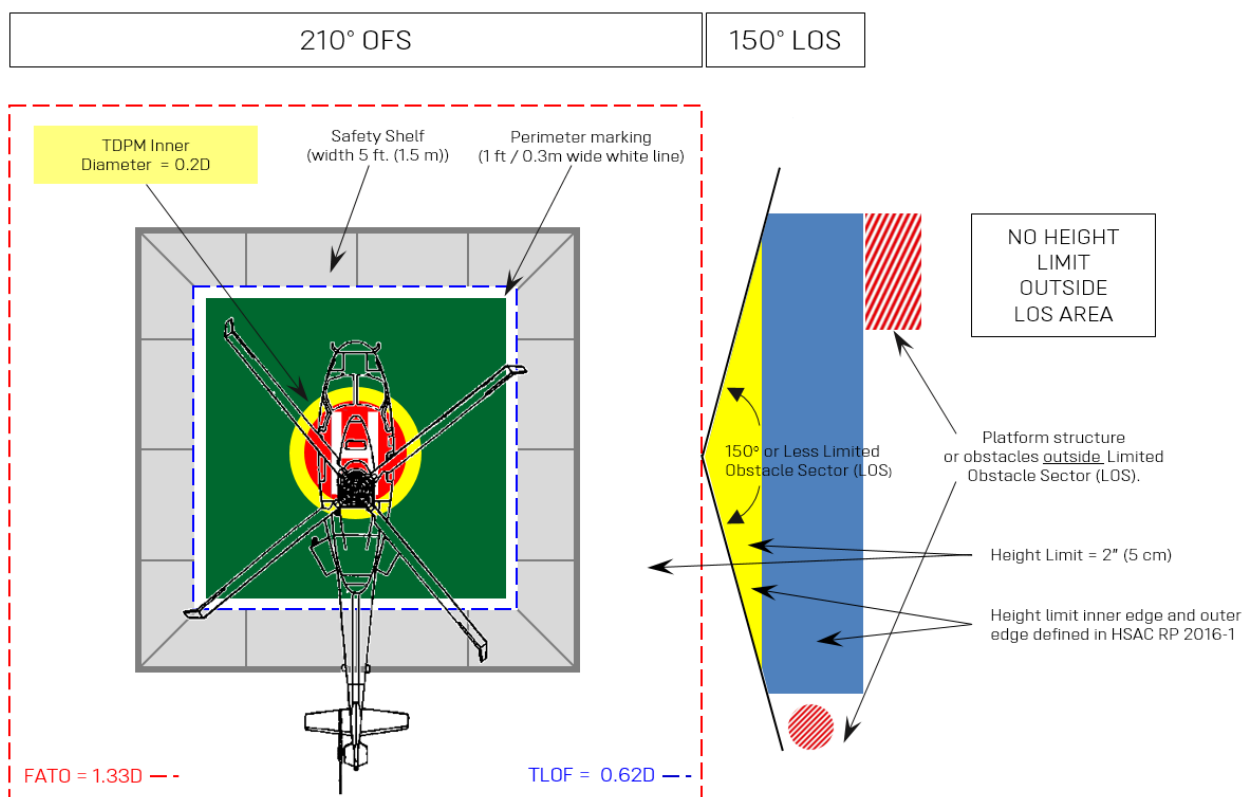 210° OFS
150° LOS
TDPM Inner
Diameter = 0.2D
Safety Shelf
(width 5 ft. (1.5 m))
Perimeter marking
(1 ft / 0.3m wide white line)
NO HEIGHT
LIMIT
OUTSIDE
LOS AREA
H
150° or Less Limited
Obstacle Sector (LOS)
Platform structure
or obstacles outside Limited
Obstacle Sector (LOS).
Height Limit = 2" (5 cm)
Height limit inner edge and outer
edge defined in HSAC RP 2016-1
FATO = 1.33D
TLOF = 0.62D